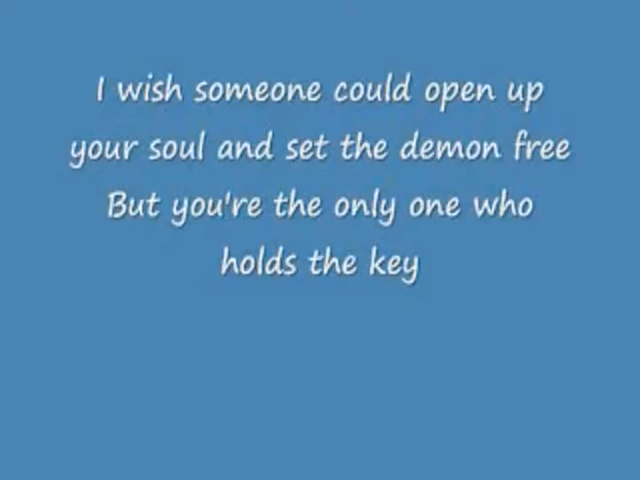 I wish someone could open up
your soul and set the demon free
But you're the only one who
holds the key